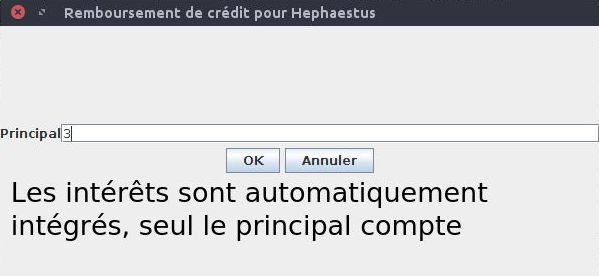 Remboursement de crédit pour Hephaestus
Principal 3
OK Annuler
Les intérêts sont automatiquement
intégrés, seul le principal compte